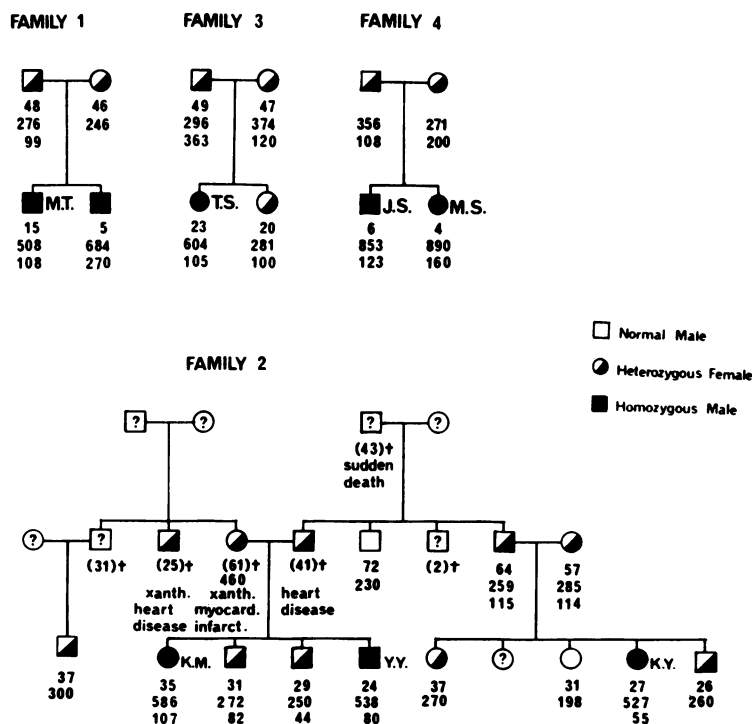 FAMILY 1 FAMILY 3 FAMILY 4
48 46 49 47
276 246 296 374 356 271
99 363 120 108 200
M.T. T.S. J.S. M.S.
15 5 23 20 6 4
508 684 604 281 853 890
108 270 105 100 123 160
Normal Male
FAMILY 2
Heterozygous Female
Homozygous Male
? ? ? ?
(43)†
sudden
death
? ? ?
(31)† (25)† (61)† (41)† 72 (2)† 64 57
460 230 259 285
xanth. xanth. heart 115 114
heart myocard. disease
disease infarct.
K.M. Y.Y. ? K.Y.
37 35 31 29 24 37 31 27 26
300 586 272 250 538 270 198 527 260
107 82 44 80 55